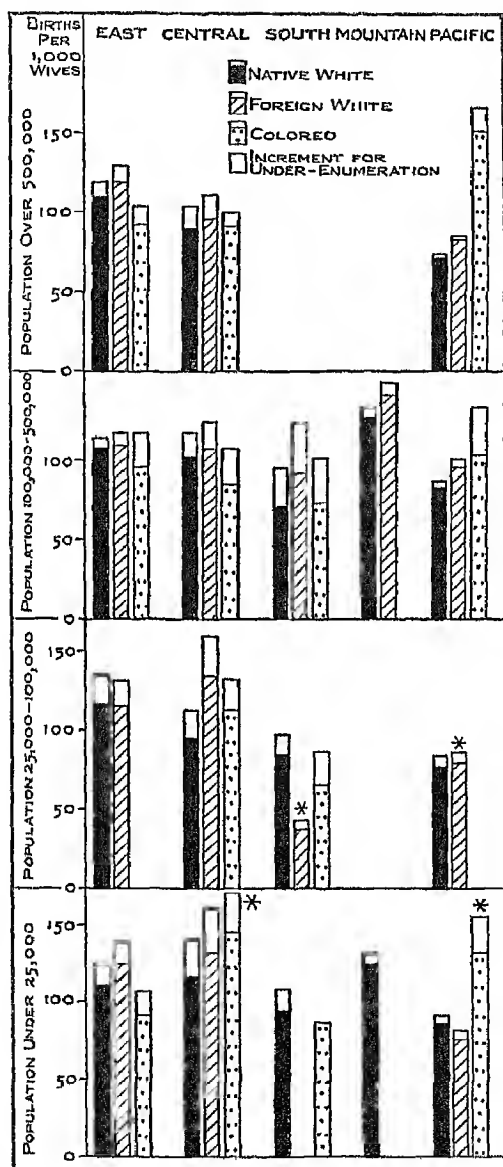 BIRTHS PER 1,000 WIVES
EAST CENTRAL SOUTH MOUNTAIN PACIFIC
NATIVE WHITE
FOREIGN WHITE
COLORED
INCREMENT FOR
UNDER-ENUMERATION
POPULATION OVER 500,000
150
100
50
0
POPULATION 100,000-500,000
100
50
0
POPULATION 25,000-100,000
150
100
50
0
*
*
POPULATION UNDER 25,000
150
100
50
0
*
*